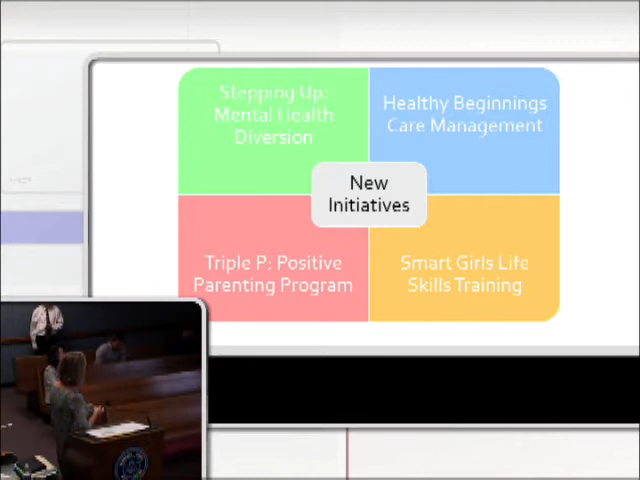 Stepping Up:
Mental Health
Diversion
Healthy Beginnings
Care Management
New
Initiatives
Triple P: Positive
Parenting Program
Smart Girls Life
Skills Training